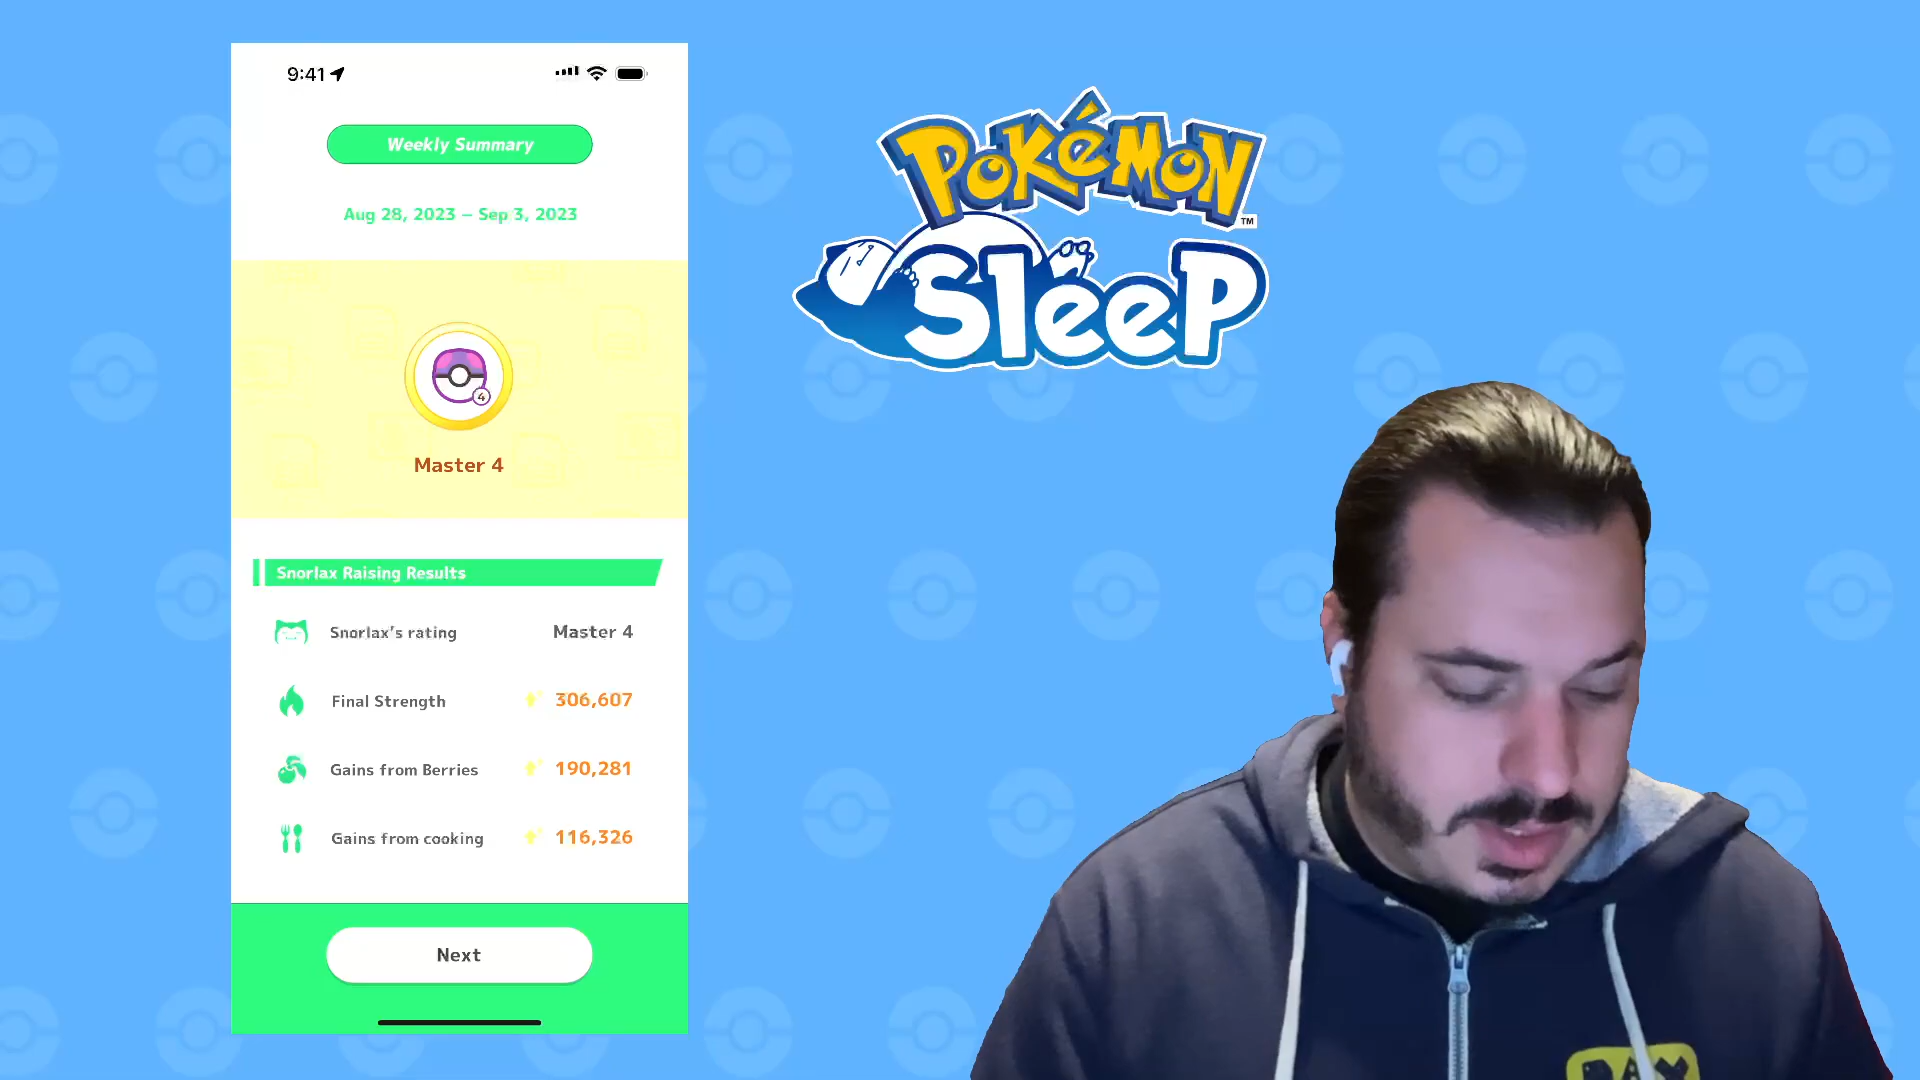 9:41
Weekly Summary
Aug 28, 2023 – Sep 3, 2023
4
Master 4
Snorlax Raising Results
Snorlax's rating Master 4
Final Strength 306,607
Gains from Berries 190,281
Gains from cooking 116,326
Next
POKéMON
TM
Sleep